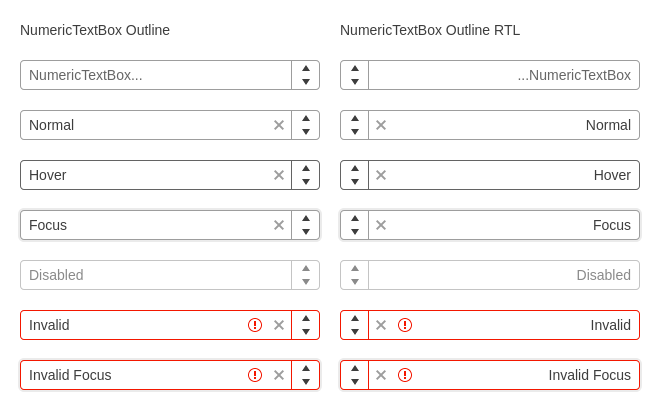 NumericTextBox Outline
NumericTextBox...
Normal
Hover
Focus
Disabled
Invalid
Invalid Focus
NumericTextBox Outline RTL
...NumericTextBox
Normal
Hover
Focus
Disabled
Invalid
Invalid Focus